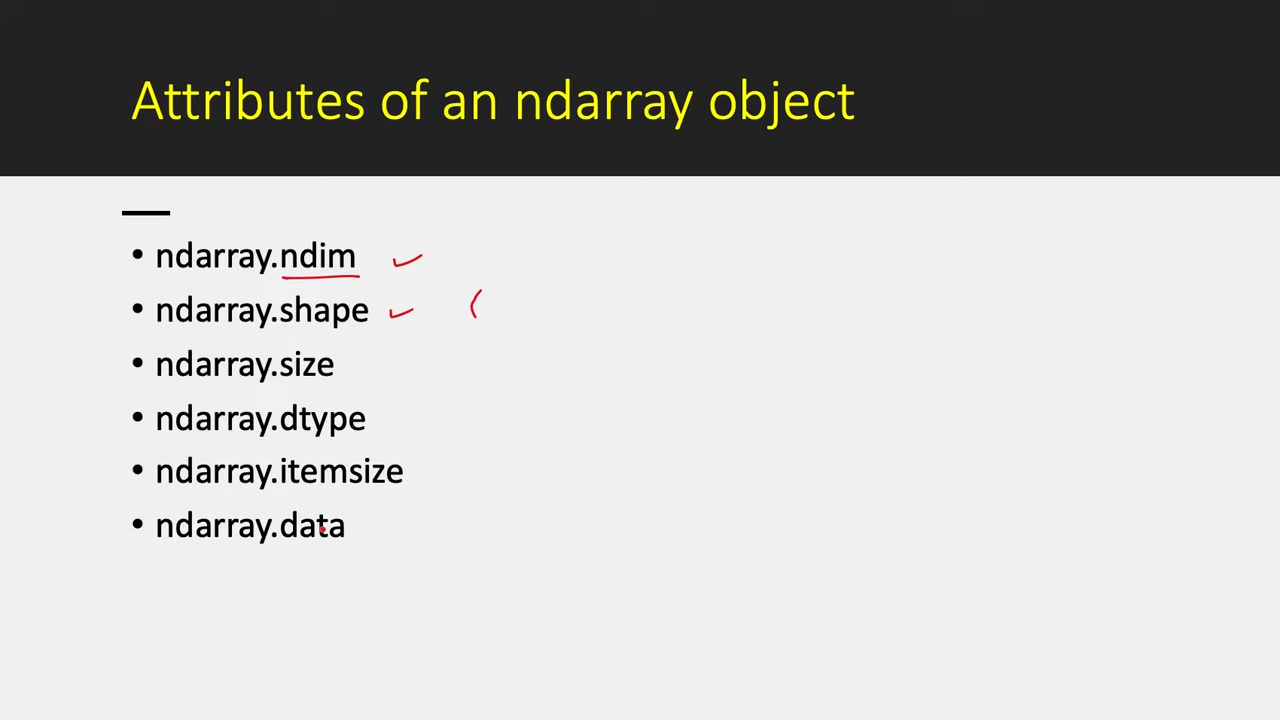 Attributes of an ndarray object
• ndarray.ndim
• ndarray.shape (
• ndarray.size
• ndarray.dtype
• ndarray.itemsize
• ndarray.data